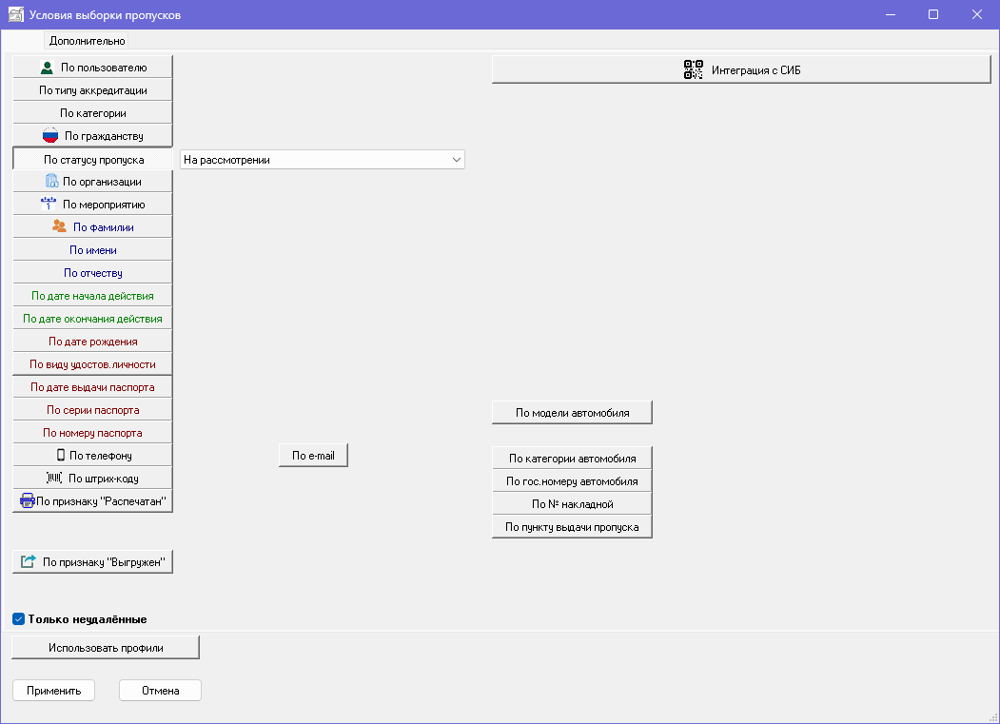 Условия выборки пропусков
Дополнительно
По пользователю
Интеграция с СИБ
По типу аккредитации
По категории
По гражданству
По статусу пропуска
На рассмотрении
По организации
По мероприятию
По фамилии
По имени
По отчеству
По дате начала действия
По дате окончания действия
По дате рождения
По виду удостов.личности
По дате выдачи паспорта
По серии паспорта
По модели автомобиля
По номеру паспорта
По телефону
По e-mail
По категории автомобиля
По штрих-коду
По гос.номеру автомобиля
По признаку "Распечатан"
По № накладной
По пункту выдачи пропуска
По признаку "Выгружен"
Только неудалённые
Использовать профили
Применить
Отмена